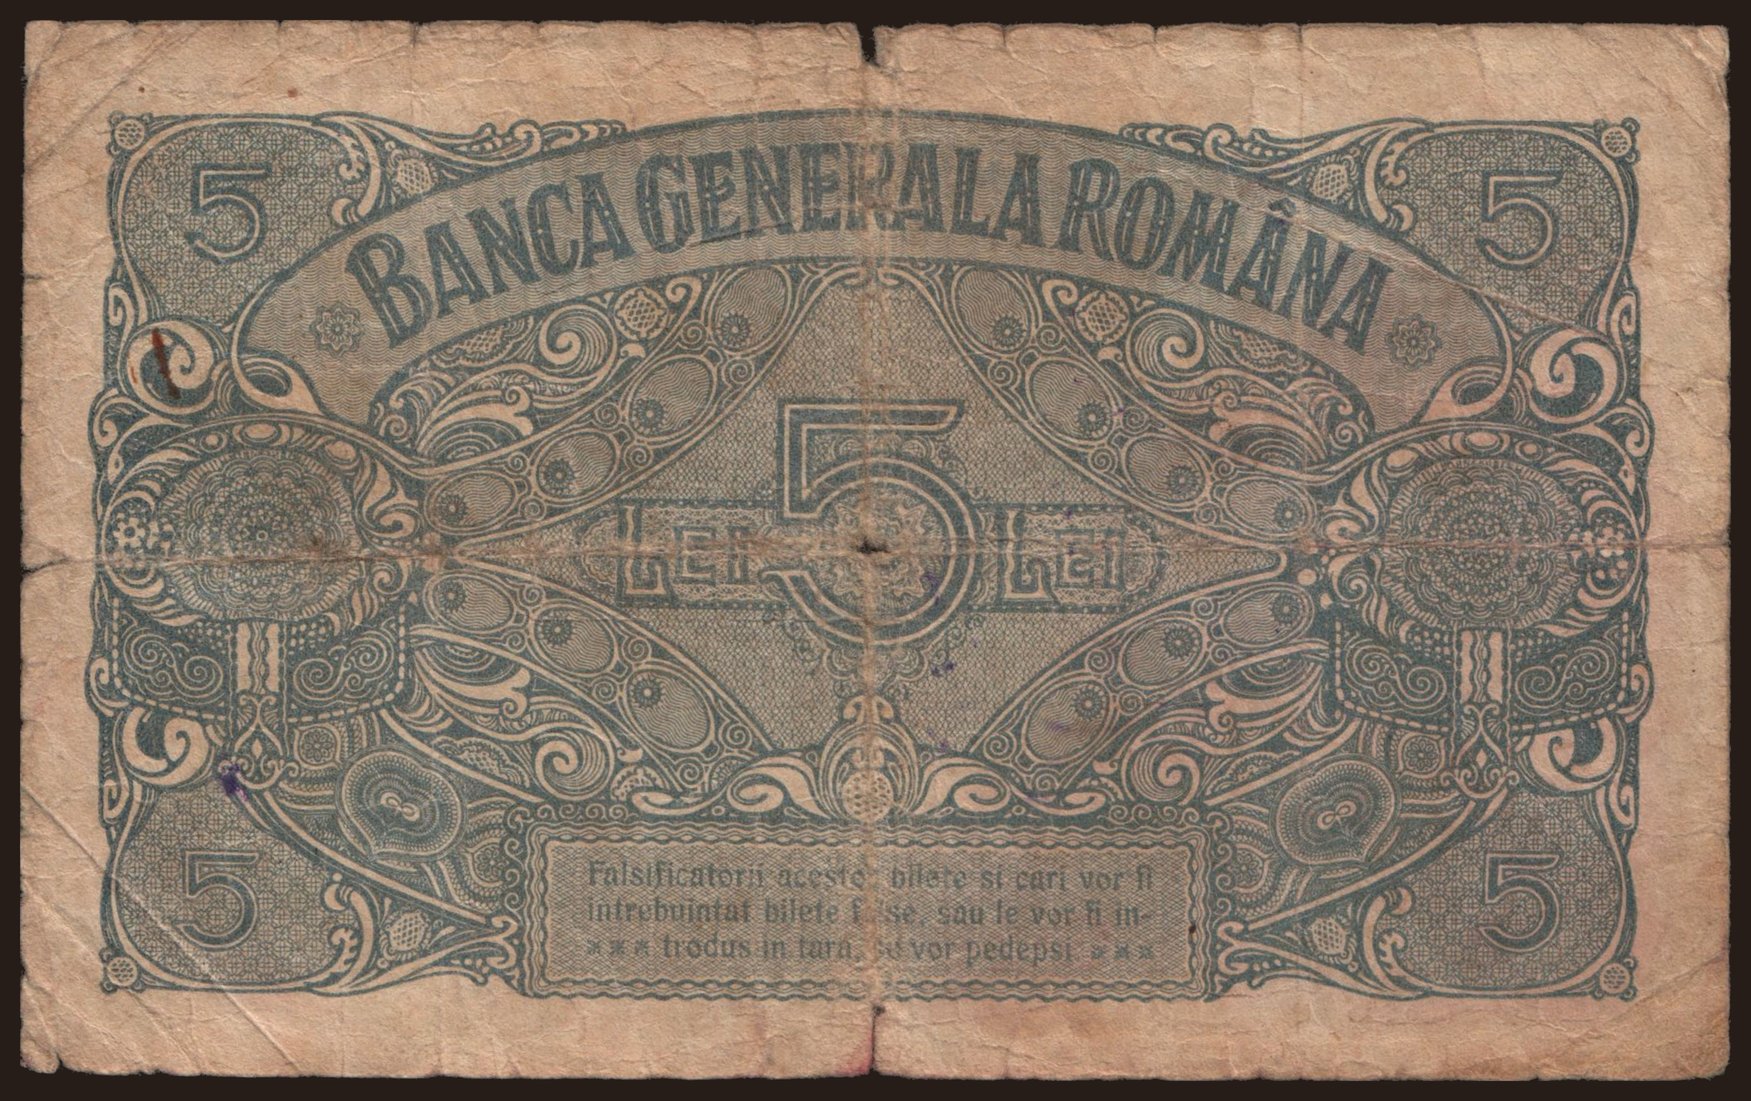 5 5
BANCA GENERALA ROMÂNA
LEI 5 LEI
Falsificatorii acestor bilete si cari vor fi
intrebuintat bilete false, sau le vor fi in-
*** trodus in tara, se vor pedepsi ***
5 5